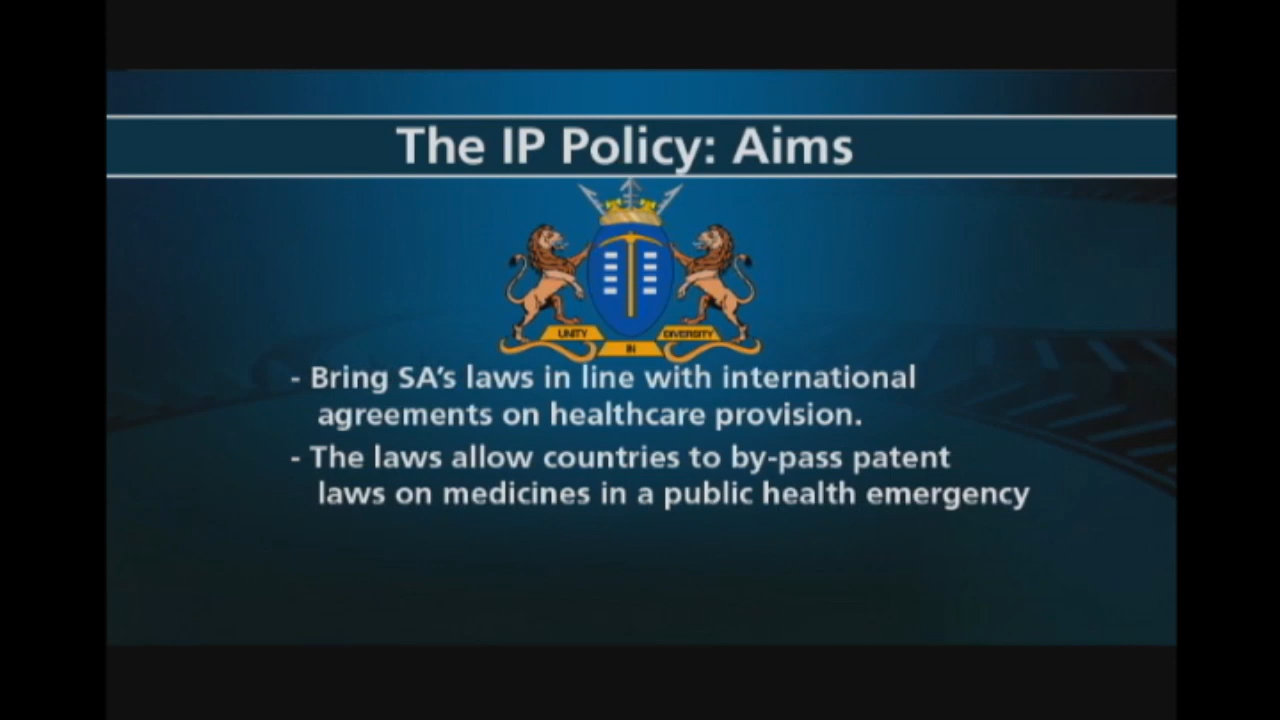 The IP Policy: Aims
UNITY
IN
DIVERSITY
- Bring SA's laws in line with international
agreements on healthcare provision.
- The laws allow countries to by-pass patent
laws on medicines in a public health emergency